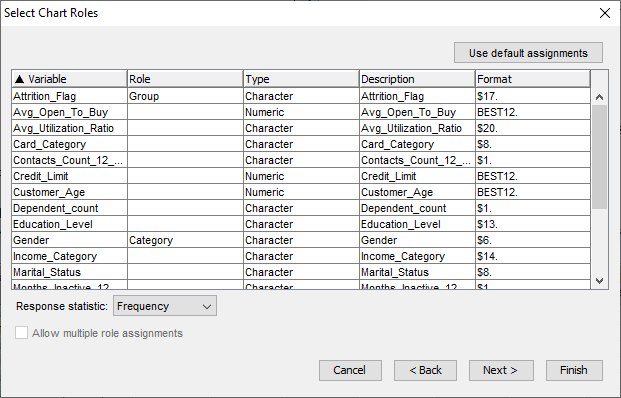 Select Chart Roles
Use default assignments
▲ Variable Role Type Description Format
Attrition_Flag Group Character Attrition_Flag $17.
Avg_Open_To_Buy Numeric Avg_Open_To_Buy BEST12.
Avg_Utilization_Ratio Character Avg_Utilization_Ratio $20.
Card_Category Character Card_Category $8.
Contacts_Count_12_... Character Contacts_Count_12_... $1.
Credit_Limit Numeric Credit_Limit BEST12.
Customer_Age Numeric Customer_Age BEST12.
Dependent_count Character Dependent_count $1.
Education_Level Character Education_Level $13.
Gender Category Character Gender $6.
Income_Category Character Income_Category $14.
Marital_Status Character Marital_Status $8.
Months_Inactive_12 Character Months_Inactive_12 $1
Response statistic: Frequency
Allow multiple role assignments
Cancel < Back Next > Finish